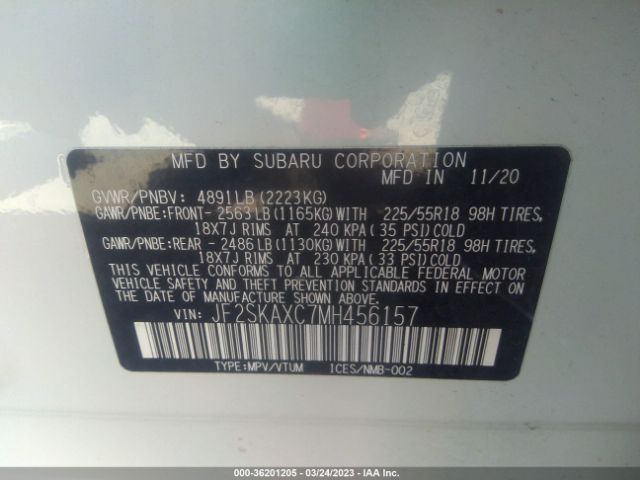 MFD BY SUBARU CORPORATION
MFD IN 11/20
GVWR/PNBV: 4891LB (2223KG)
GAWR/PNBE:FRONT- 2563LB (1165KG) WITH 225/55R18 98H TIRES,
18X7J RIMS AT 240 KPA ( 35 PSI) COLD
GAWR/PNBE:REAR - 2486LB (1130KG) WITH 225/55R18 98H TIRES,
18X7J RIMS AT 230 KPA ( 33 PSI) COLD
THIS VEHICLE CONFORMS TO ALL APPLICABLE FEDERAL MOTOR
VEHICLE SAFETY AND THEFT PREVENTION STANDARDS IN EFFECT
ON THE DATE OF MANUFACTURE SHOWN ABOVE.
VIN: JF2SKAXC7MH456157
TYPE:MPV/VTUM ICES/NMB-002
000-36201205 - 03/24/2023 - IAA Inc.